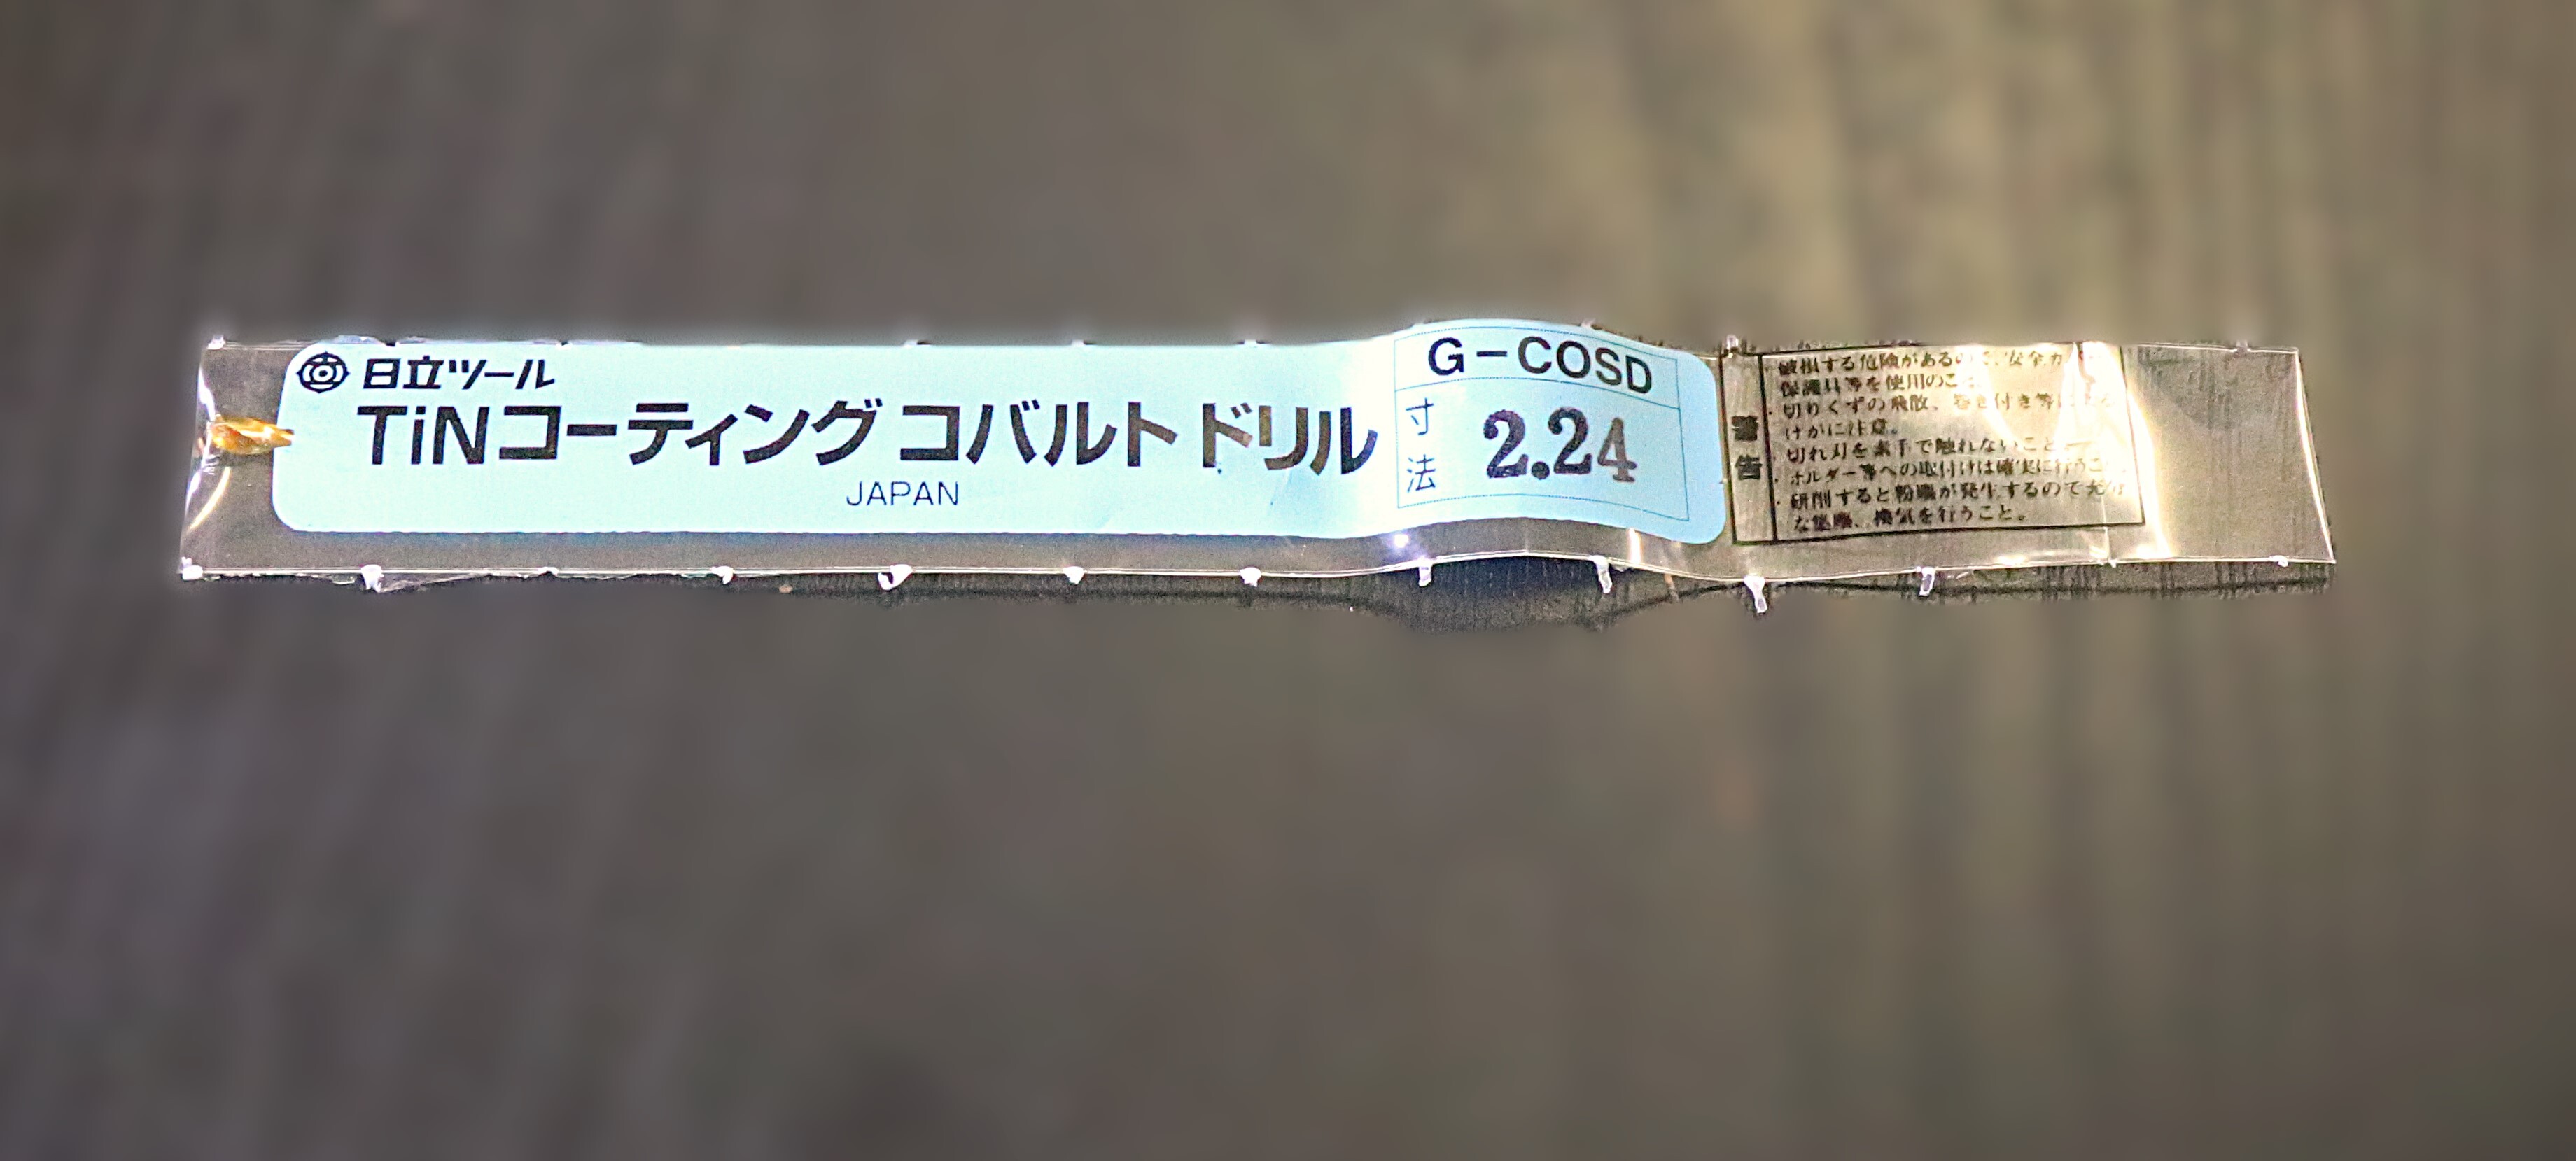 日立ツール
TiNコーティング コバルトドリル
JAPAN
G-COSD
寸法
2.24
警告
・破損する危険があるので、安全カ
保護具等を使用のこ
・切りくずの飛散、巻き付き等による
けがに注意。
・切れ刃を素手で触れないこと。
・ホルダー等への取付けは確実に行うこ
・研削すると粉塵が発生するので充分
な集塵、換気を行うこと。